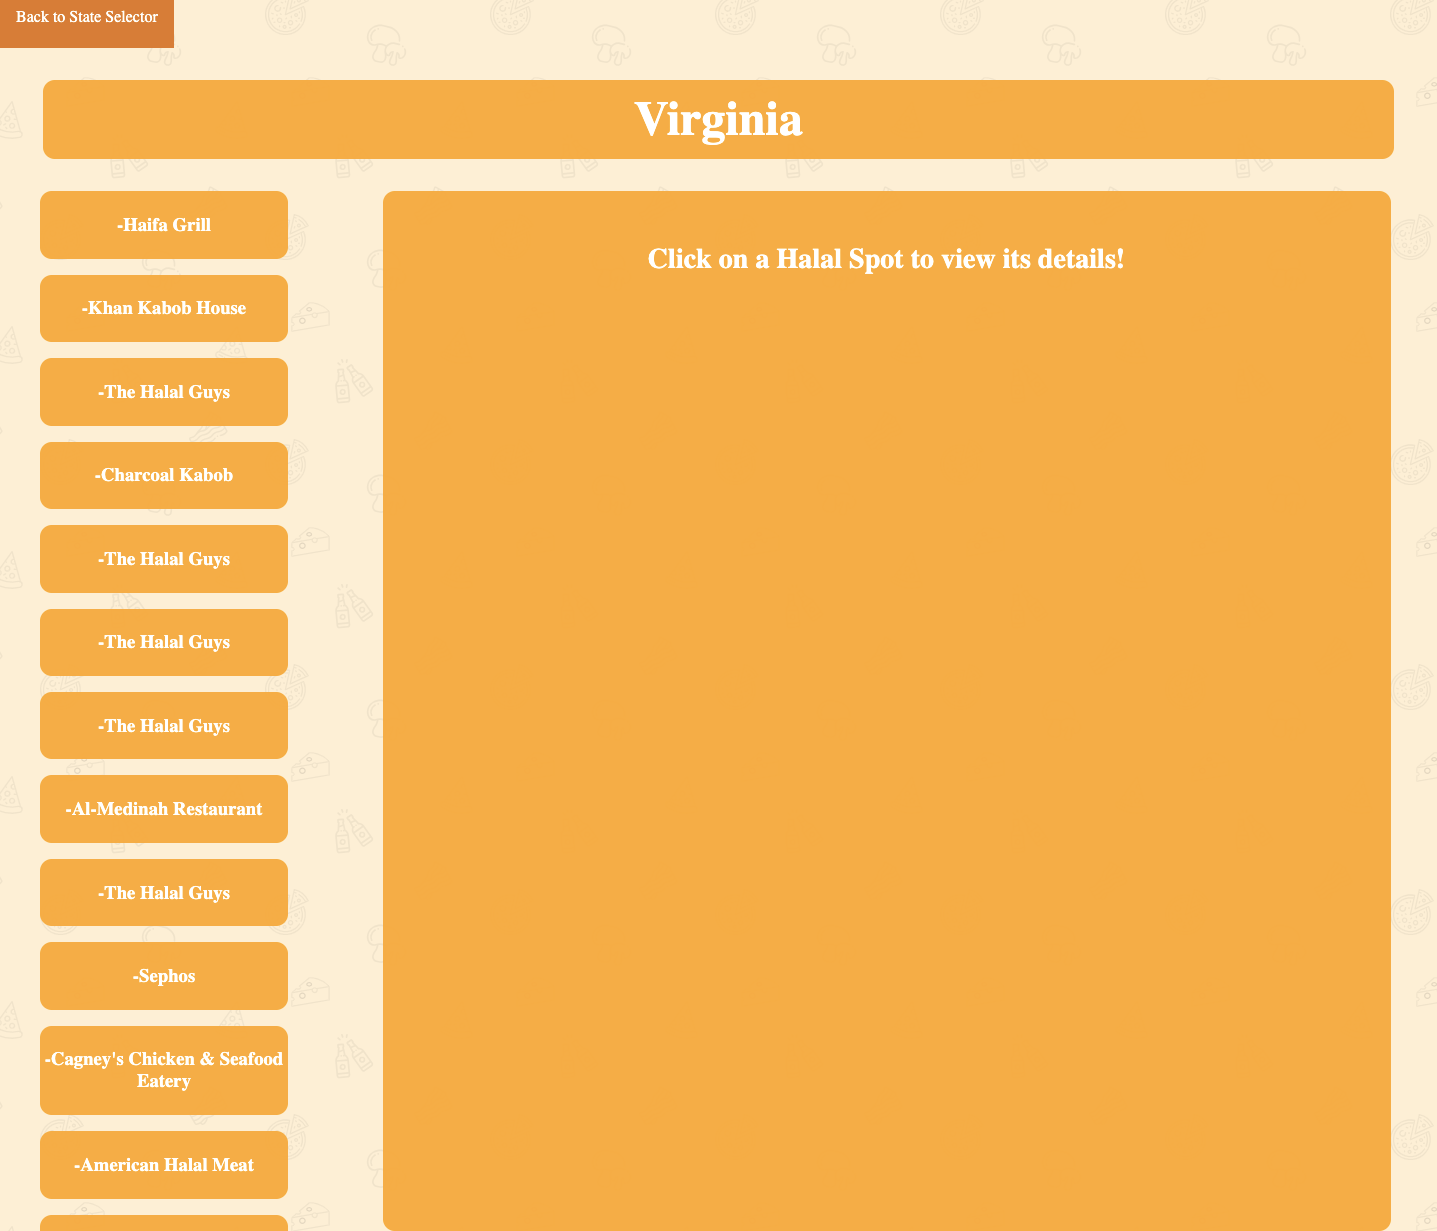 Back to State Selector
Virginia
-Haifa Grill
-Khan Kabob House
-The Halal Guys
-Charcoal Kabob
-The Halal Guys
-The Halal Guys
-The Halal Guys
-Al-Medinah Restaurant
-The Halal Guys
-Sephos
-Cagney's Chicken & Seafood
Eatery
-American Halal Meat
Click on a Halal Spot to view its details!